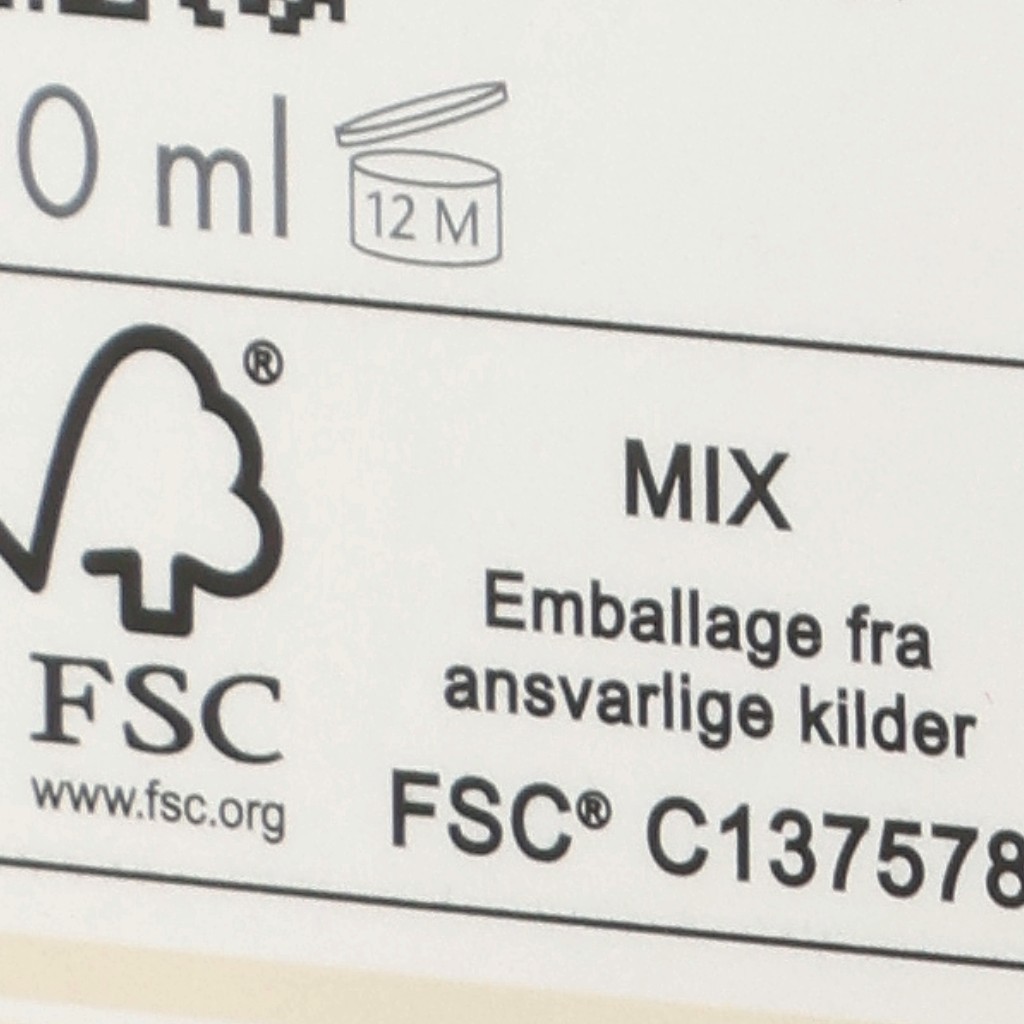 0 ml
12 M
®
MIX
Emballage fra
ansvarlige kilder
FSC
www.fsc.org
FSC® C137578